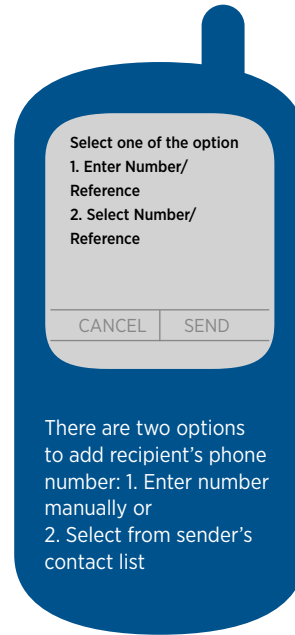 Select one of the option
1. Enter Number/
Reference
2. Select Number/
Reference
CANCEL SEND
There are two options
to add recipient's phone
number: 1. Enter number
manually or
2. Select from sender's
contact list